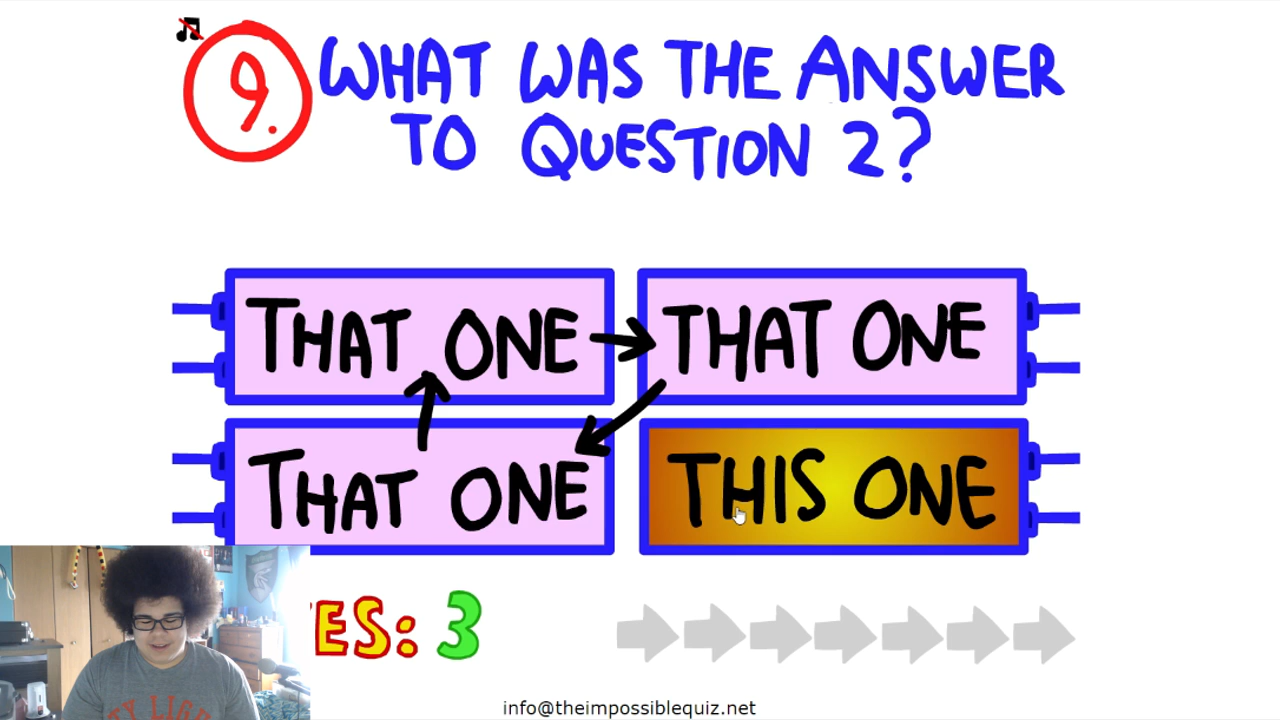 9. WHAT WAS THE ANSWER
TO QUESTION 2?
THAT ONE THAT ONE
THAT ONE THIS ONE
ES: 3
info@theimpossiblequiz.net